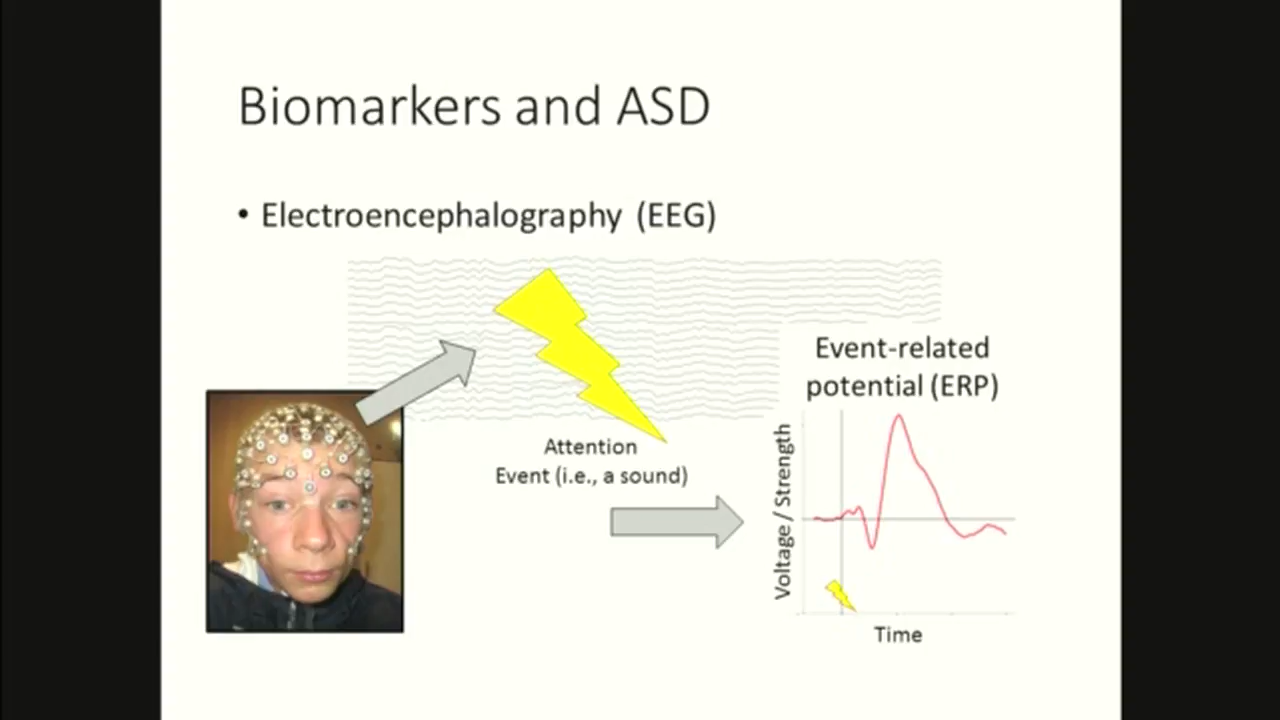 Biomarkers and ASD
• Electroencephalography (EEG)
Attention
Event (i.e., a sound)
Event-related
potential (ERP)
Voltage / Strength
Time